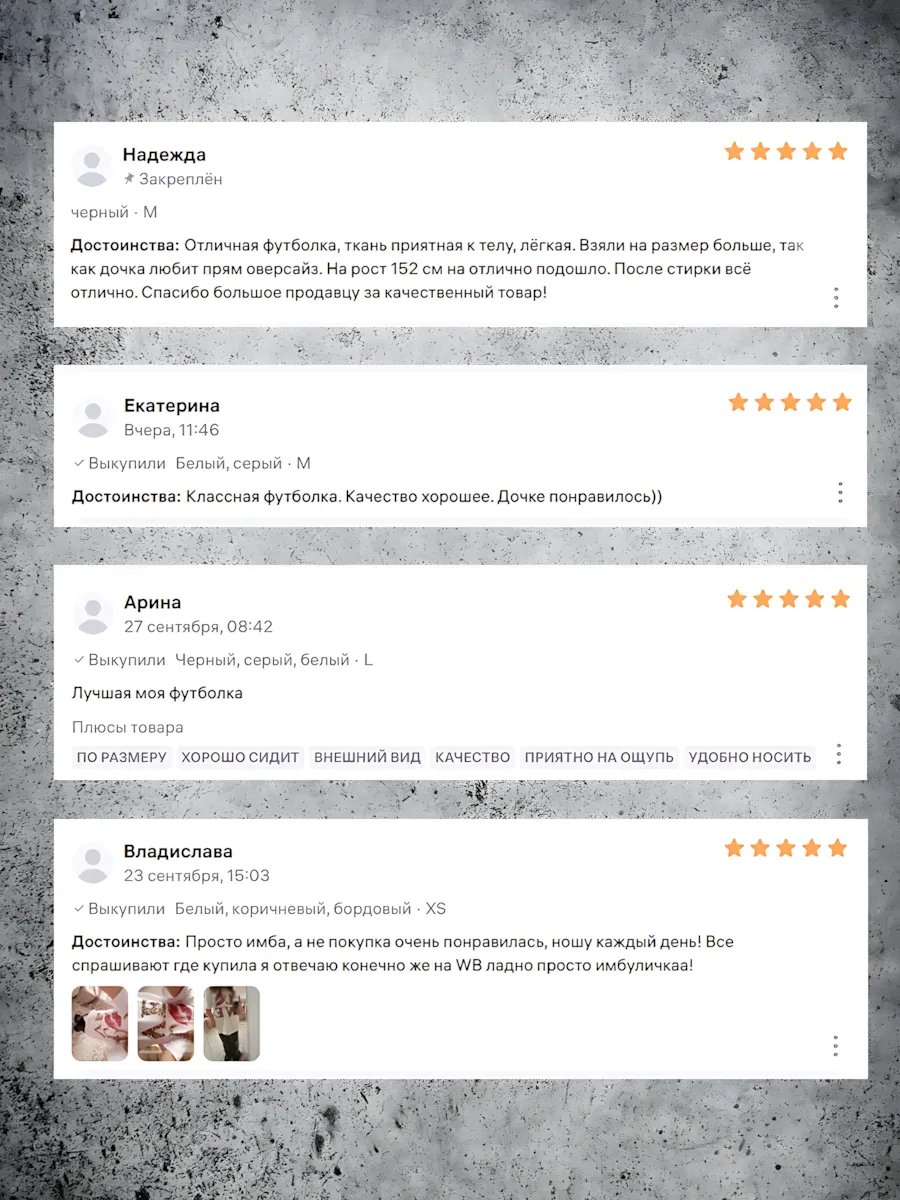 Надежда
Закреплён
черный · M
Достоинства: Отличная футболка, ткань приятная к телу, лёгкая. Взяли на размер больше, так
как дочка любит прям оверсайз. На рост 152 см на отлично подошло. После стирки всё
отлично. Спасибо большое продавцу за качественный товар!
Екатерина
Вчера, 11:46
Выкупили Белый, серый · M
Достоинства: Классная футболка. Качество хорошее. Дочке понравилось))
Арина
27 сентября, 08:42
Выкупили Черный, серый, белый · L
Лучшая моя футболка
Плюсы товара
ПО РАЗМЕРУ ХОРОШО СИДИТ ВНЕШНИЙ ВИД КАЧЕСТВО ПРИЯТНО НА ОЩУПЬ УДОБНО НОСИТЬ
Владислава
23 сентября, 15:03
Выкупили Белый, коричневый, бордовый · XS
Достоинства: Просто имба, а не покупка очень понравилась, ношу каждый день! Все
спрашивают где купила я отвечаю конечно же на WB ладно просто имбуличкаа!